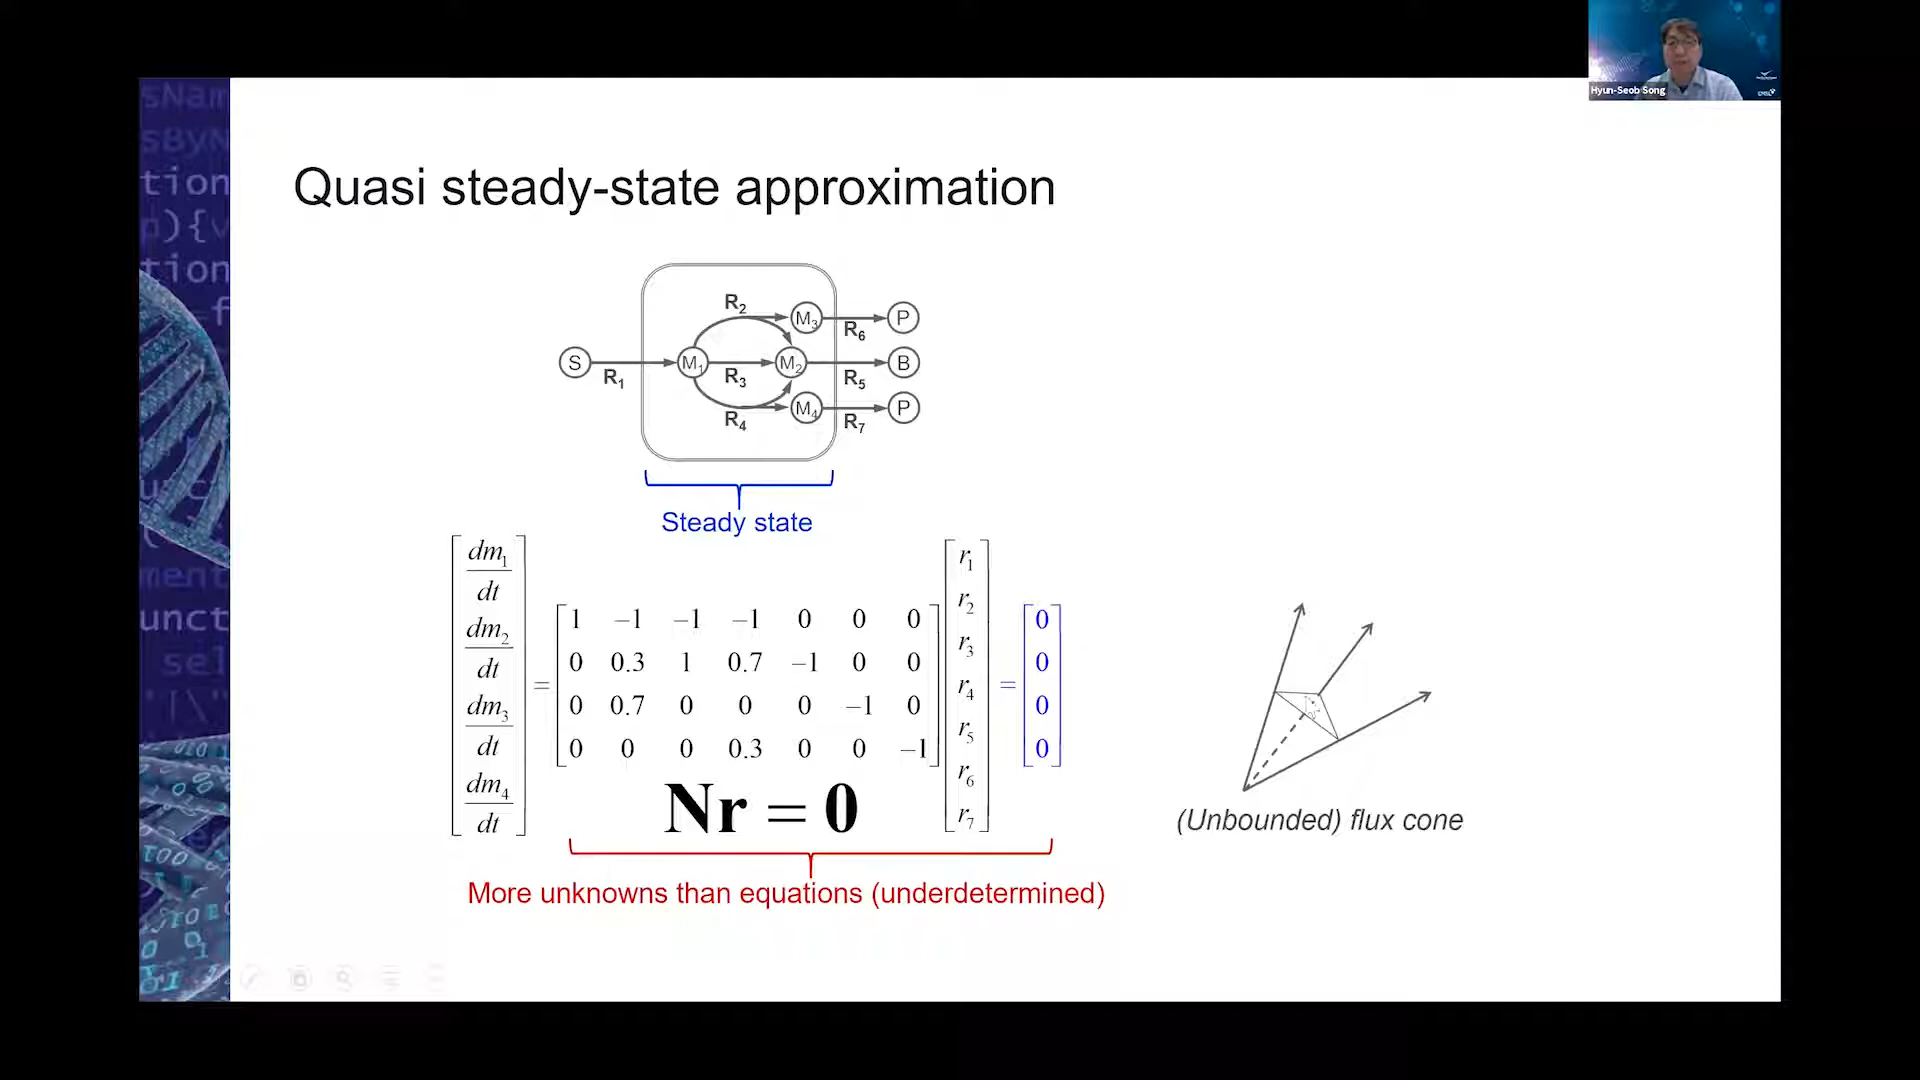 Hyun-Seob Song
Quasi steady-state approximation
R2
M3
R6
P
S
R1
M1
R3
M2
R5
B
R4
M4
R7
P
Steady state
dm1
dt
dm2
dt
dm3
dt
dm4
dt
=
1 –1 –1 –1 0 0 0
0 0.3 1 0.7 –1 0 0
0 0.7 0 0 0 –1 0
0 0 0 0.3 0 0 –1
r1
r2
r3
r4
r5
r6
r7
=
0
0
0
0
Nr = 0
More unknowns than equations (underdetermined)
(Unbounded) flux cone